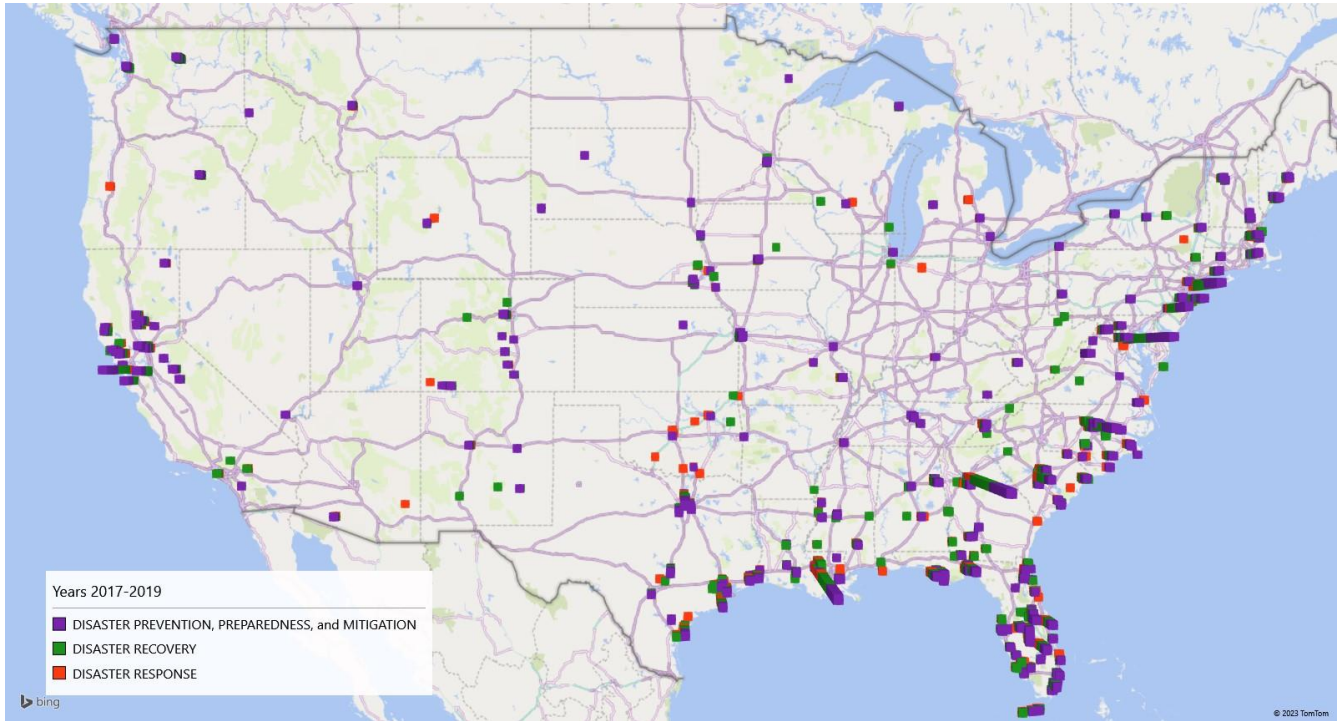 Years 2017-2019
DISASTER PREVENTION, PREPAREDNESS, and MITIGATION
DISASTER RECOVERY
DISASTER RESPONSE
bing
© 2023 TomTom